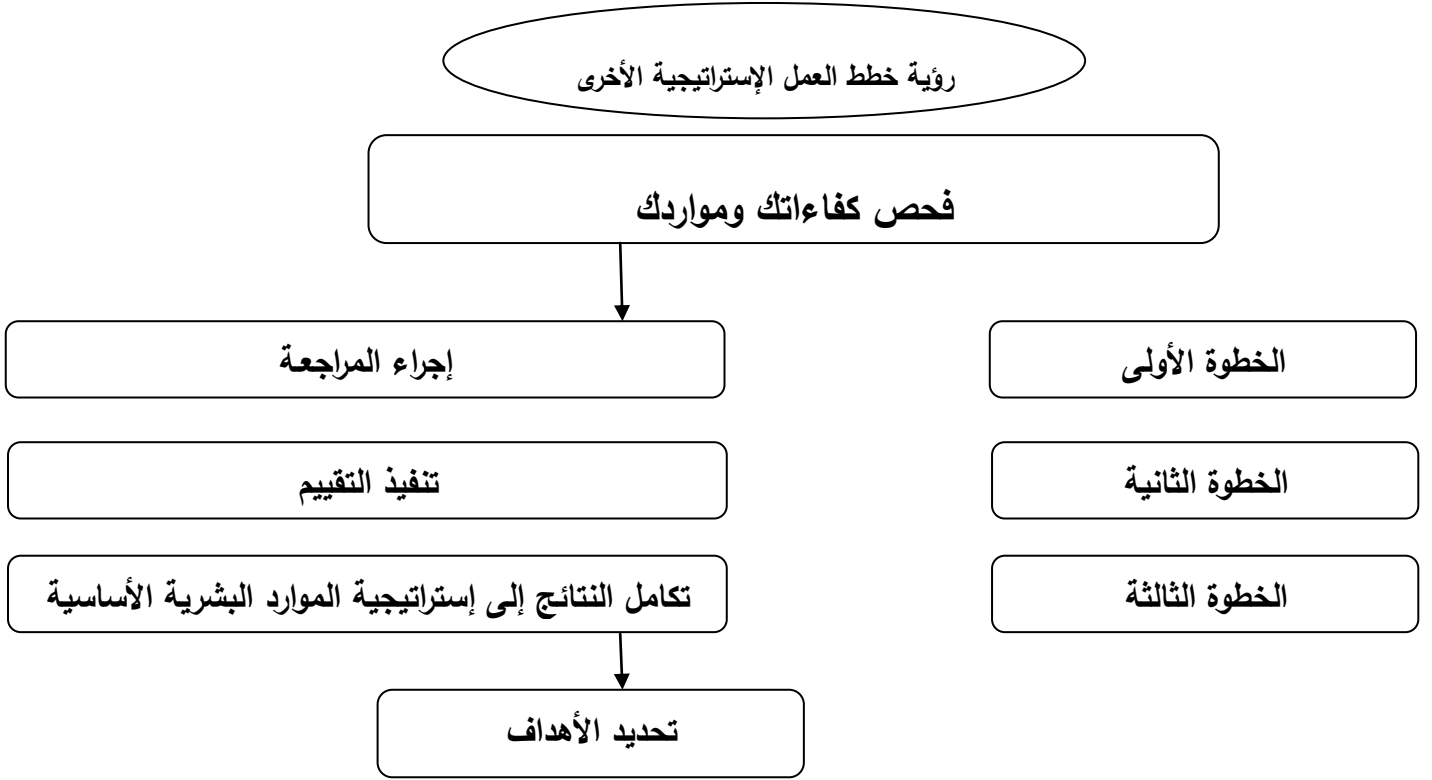 رؤية خطط العمل الإستراتيجية الأخرى
فحص كفاءاتك ومواردك
الخطوة الأولى
إجراء المراجعة
الخطوة الثانية
تنفيذ التقييم
الخطوة الثالثة
تكامل النتائج إلى إستراتيجية الموارد البشرية الأساسية
تحديد الأهداف